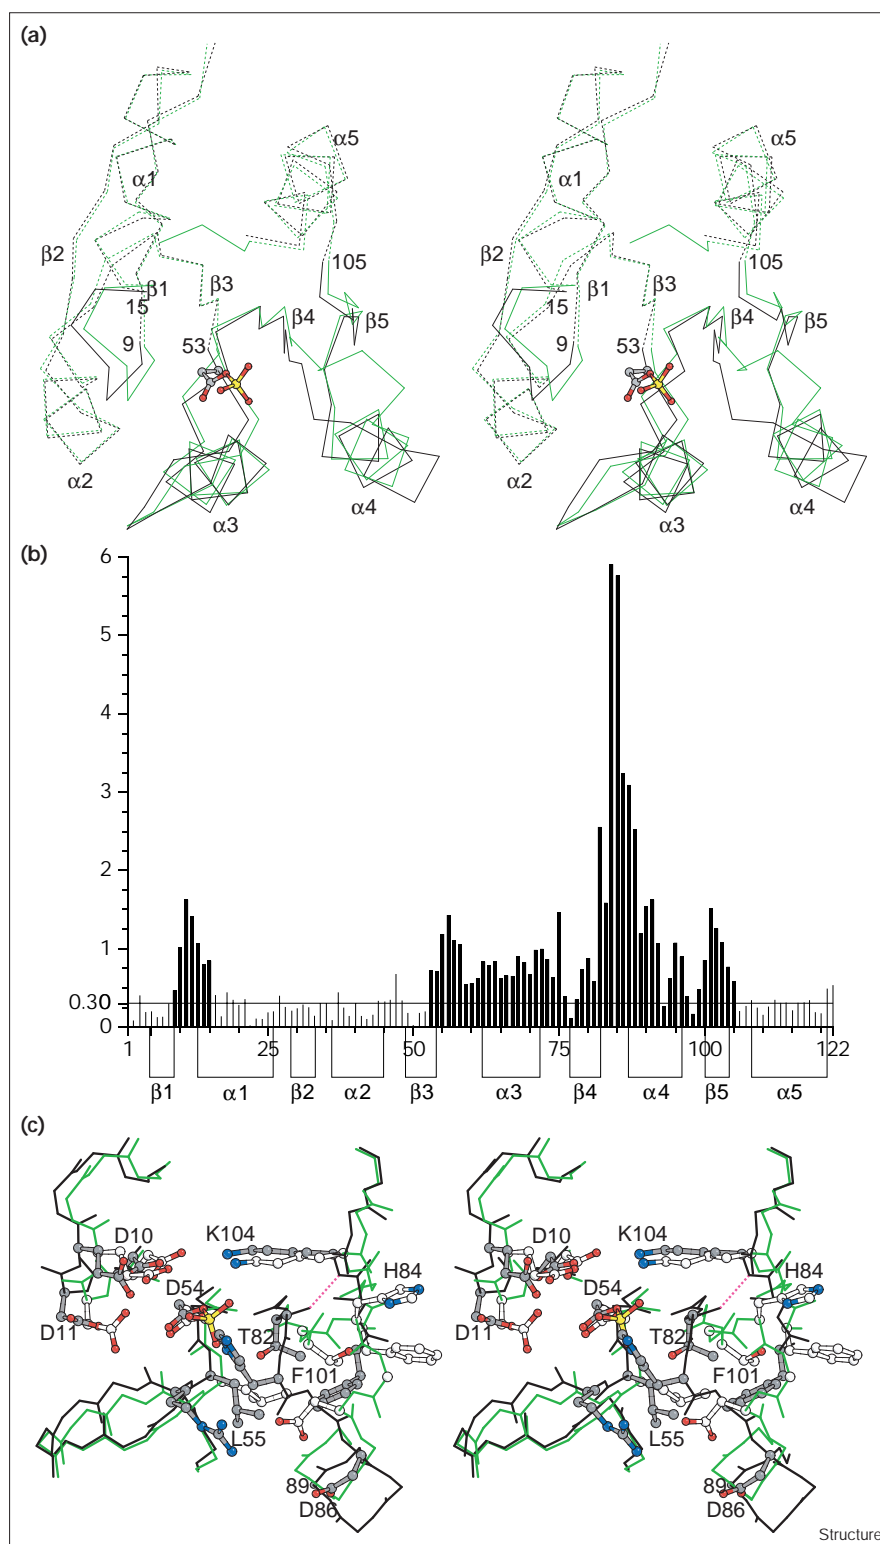 (a)
α5 α5
α1 α1
β2 β2
105 105
β1 β3 β1 β3
15 15
β4 β5 β4 β5
9 53 9 53
α2 α2
α3 α4 α3 α4
(b)
6
5
4
3
2
1
0.30
0
1 25 50 75 100 122
β1 α1 β2 α2 β3 α3 β4 α4 β5 α5
(c)
D10 K104 D10 K104
H84 H84
D54 D54
D11 T82 D11 T82
F101 F101
L55 L55
89 89
D86 D86
Structure